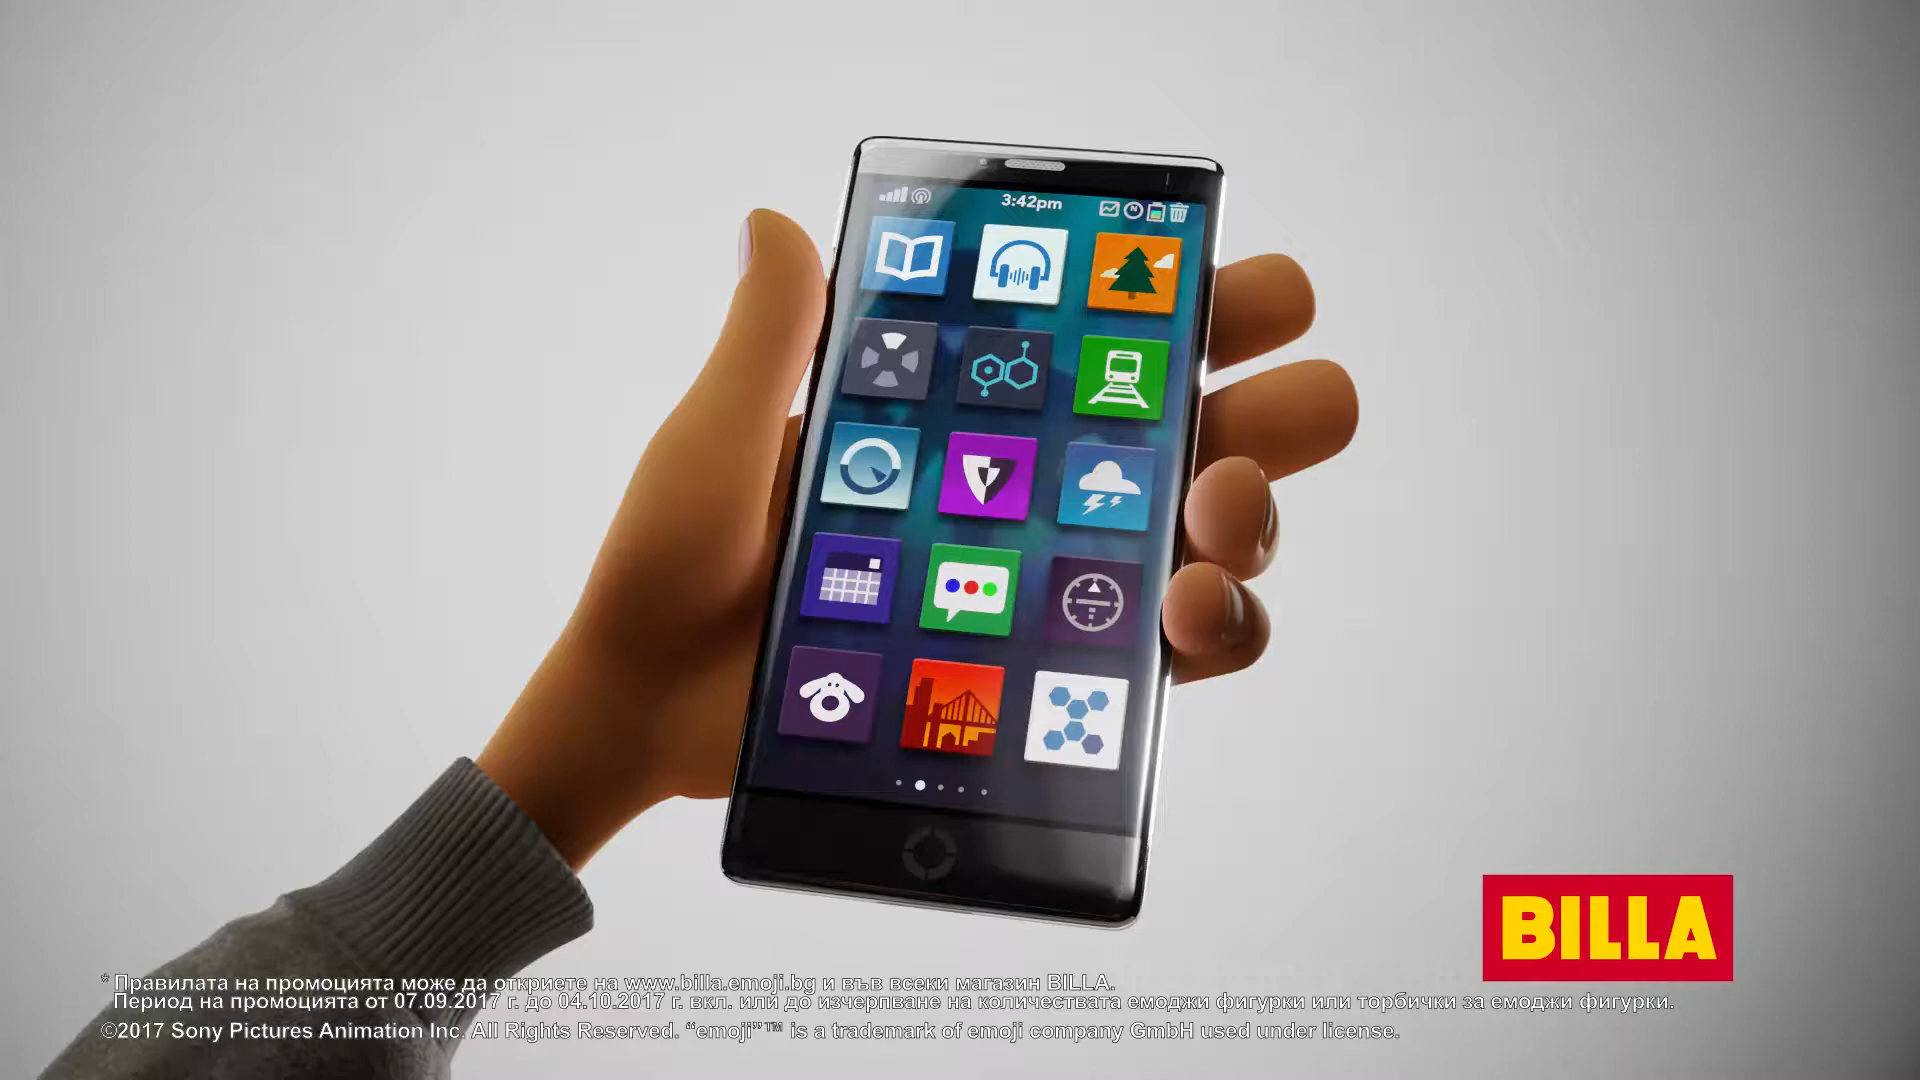 3:42pm
BILLA
* Правилата на промоцията може да откриете на www.billa.emoji.bg и във всеки магазин BILLA.
Период на промоцията от 07.09.2017 г. до 04.10.2017 г. вкл. или до изчерпване на количествата емоджи фигурки или торбички за емоджи фигурки.
©2017 Sony Pictures Animation Inc. All Rights Reserved. “emoji”™ is a trademark of emoji company GmbH used under license.